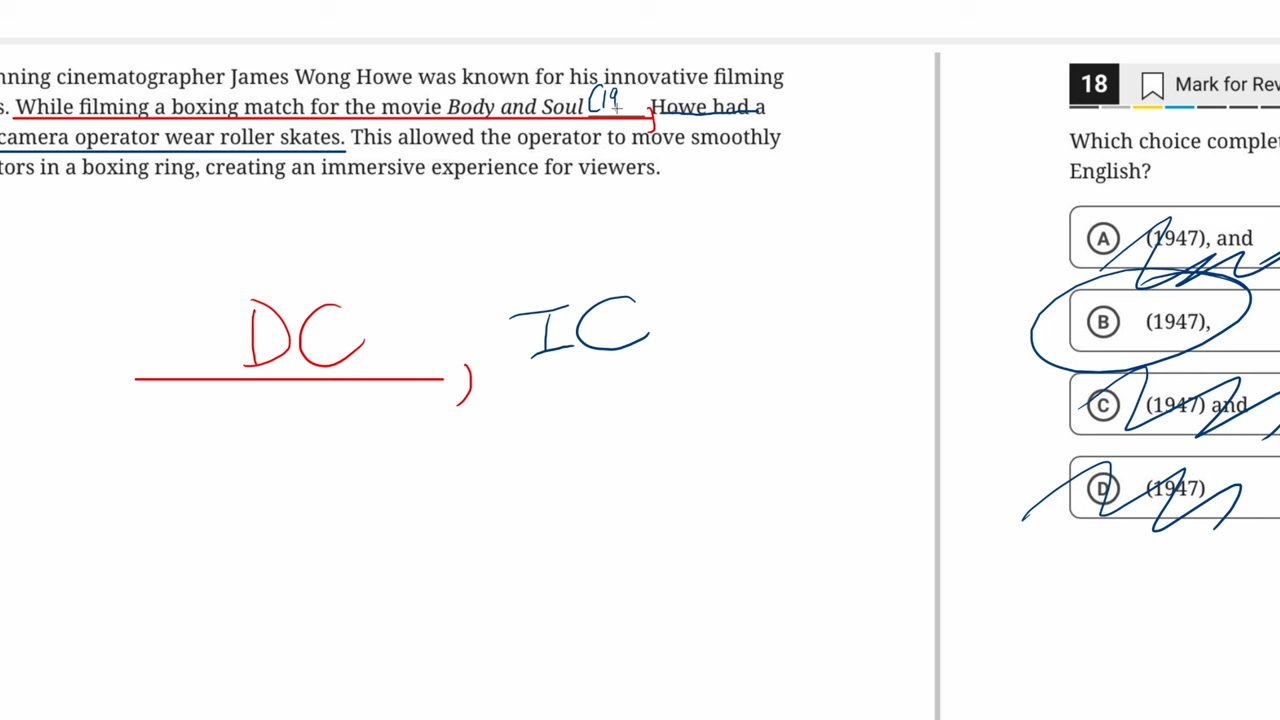 nning cinematographer James Wong Howe was known for his innovative filming
s. While filming a boxing match for the movie Body and Soul (19 , Howe had a
camera operator wear roller skates. This allowed the operator to move smoothly
tors in a boxing ring, creating an immersive experience for viewers.
DC , IC
18 Mark for Rev
Which choice complet
English?
A (1947), and
B (1947),
C (1947) and
D (1947)